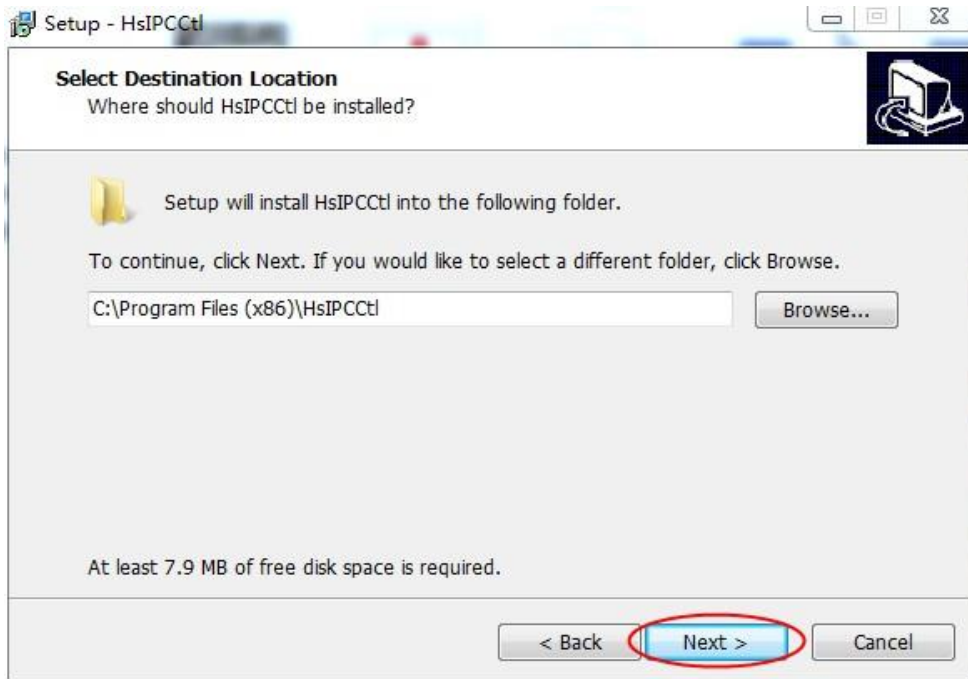 Setup - HsIPCCtl
Select Destination Location
Where should HsIPCCtl be installed?
Setup will install HsIPCCtl into the following folder.
To continue, click Next. If you would like to select a different folder, click Browse.
C:\Program Files (x86)\HsIPCCtl
Browse...
At least 7.9 MB of free disk space is required.
< Back
Next >
Cancel